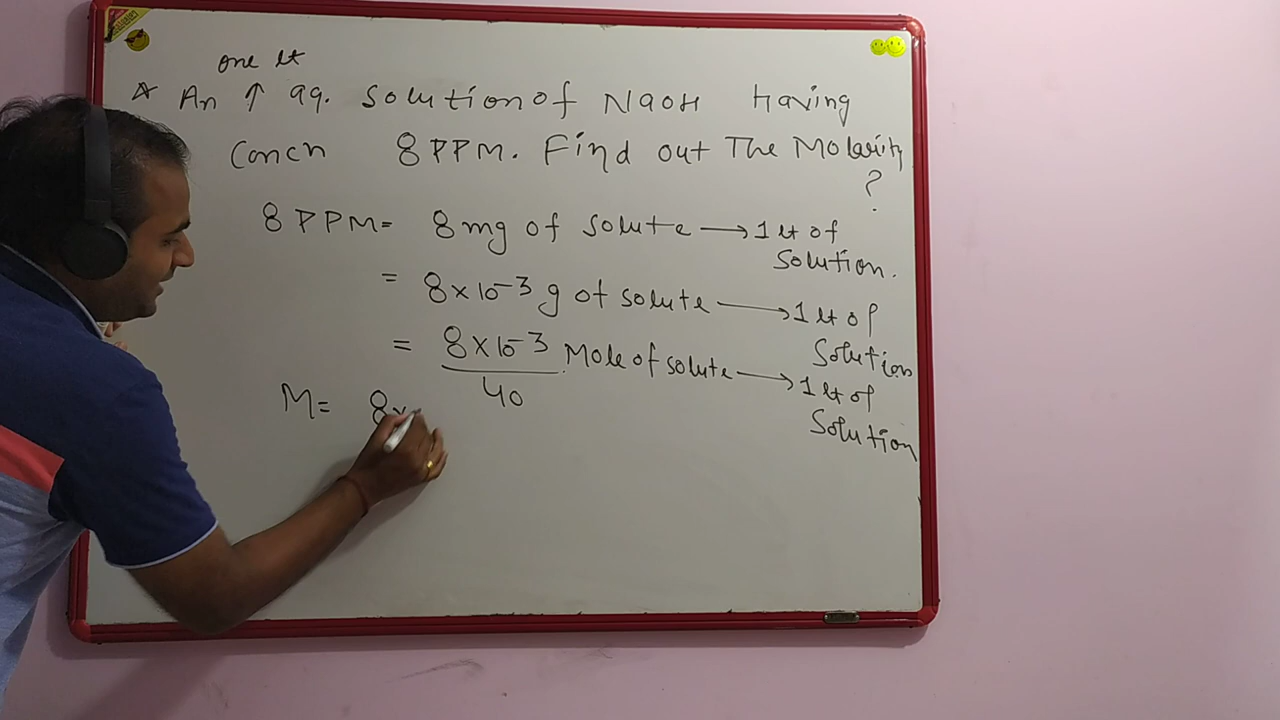 one lt
☆ An ↑ aq. Solution of NaOH Having
Concn 8 PPM. Find out The Molarity
?
8 PPM = 8 mg of solute → 1 lt of
Solution.
= 8×10⁻³ g of solute → 1 lt of
Solution
= 8×10⁻³ Mole of solute → 1 lt of
40
Solution
M = 8×